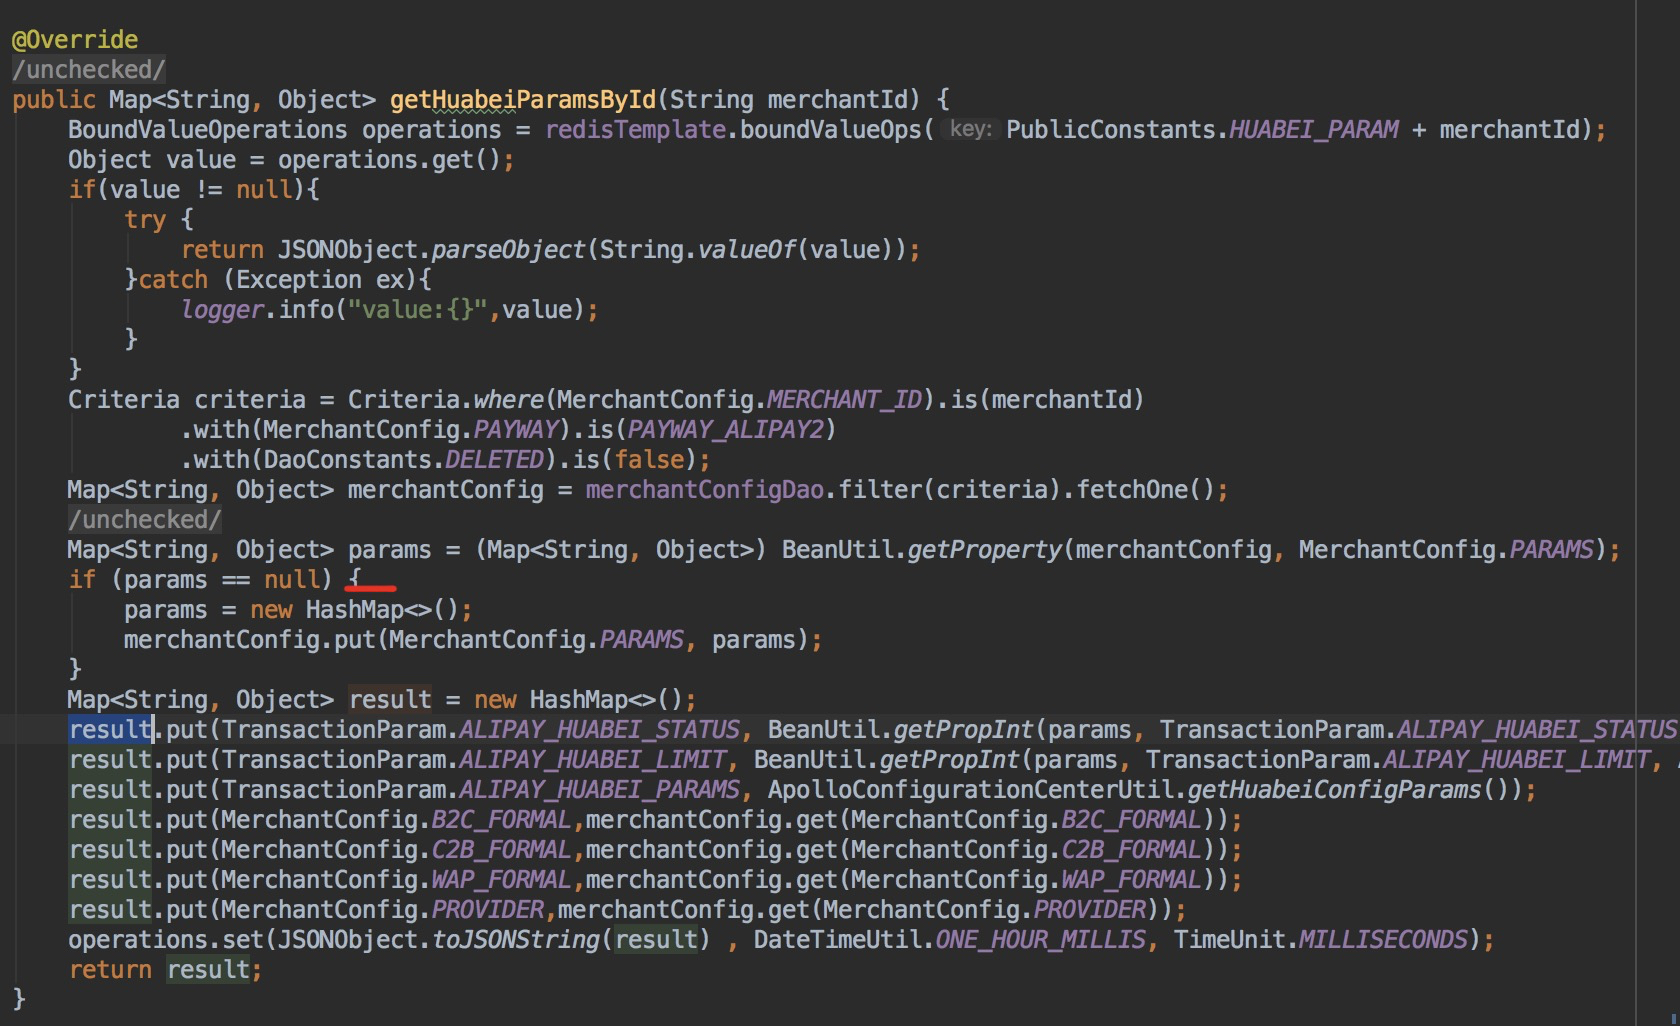 @Override
/unchecked/
public Map<String, Object> getHuabeiParamsById(String merchantId) {
BoundValueOperations operations = redisTemplate.boundValueOps( key: PublicConstants.HUABEI_PARAM + merchantId);
Object value = operations.get();
if(value != null){
try {
return JSONObject.parseObject(String.valueOf(value));
}catch (Exception ex){
logger.info("value:{}",value);
}
}
Criteria criteria = Criteria.where(MerchantConfig.MERCHANT_ID).is(merchantId)
.with(MerchantConfig.PAYWAY).is(PAYWAY_ALIPAY2)
.with(DaoConstants.DELETED).is(false);
Map<String, Object> merchantConfig = merchantConfigDao.filter(criteria).fetchOne();
/unchecked/
Map<String, Object> params = (Map<String, Object>) BeanUtil.getProperty(merchantConfig, MerchantConfig.PARAMS);
if (params == null) {
params = new HashMap<>();
merchantConfig.put(MerchantConfig.PARAMS, params);
}
Map<String, Object> result = new HashMap<>();
result.put(TransactionParam.ALIPAY_HUABEI_STATUS, BeanUtil.getPropInt(params, TransactionParam.ALIPAY_HUABEI_STATUS
result.put(TransactionParam.ALIPAY_HUABEI_LIMIT, BeanUtil.getPropInt(params, TransactionParam.ALIPAY_HUABEI_LIMIT,
result.put(TransactionParam.ALIPAY_HUABEI_PARAMS, ApolloConfigurationCenterUtil.getHuabeiConfigParams());
result.put(MerchantConfig.B2C_FORMAL,merchantConfig.get(MerchantConfig.B2C_FORMAL));
result.put(MerchantConfig.C2B_FORMAL,merchantConfig.get(MerchantConfig.C2B_FORMAL));
result.put(MerchantConfig.WAP_FORMAL,merchantConfig.get(MerchantConfig.WAP_FORMAL));
result.put(MerchantConfig.PROVIDER,merchantConfig.get(MerchantConfig.PROVIDER));
operations.set(JSONObject.toJSONString(result) , DateTimeUtil.ONE_HOUR_MILLIS, TimeUnit.MILLISECONDS);
return result;
}